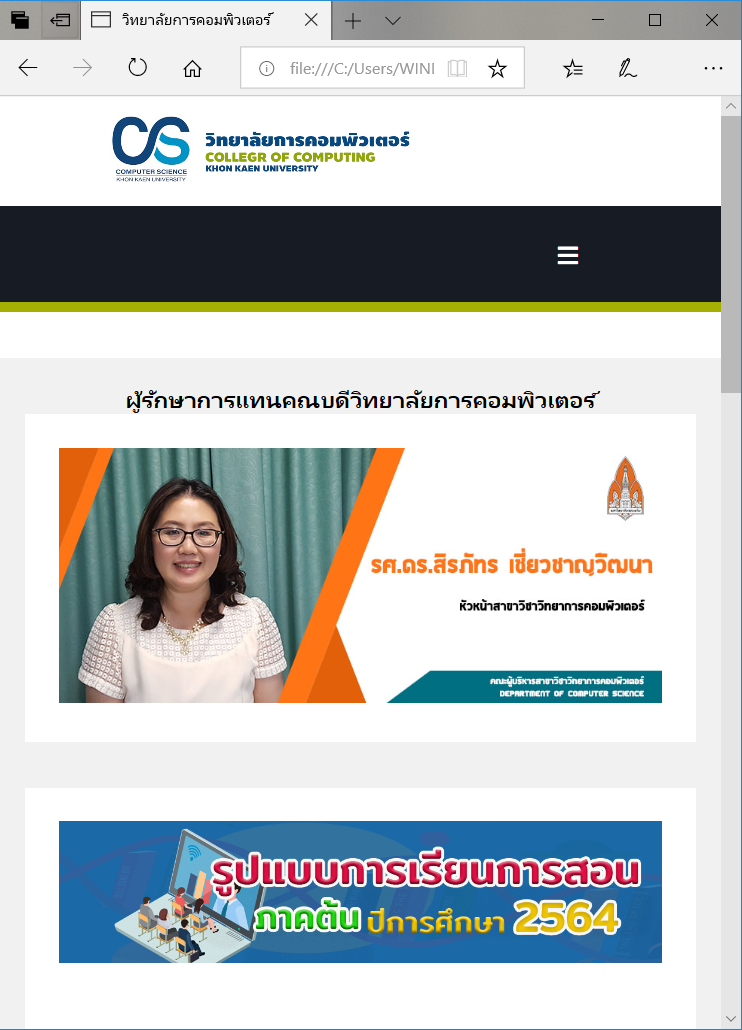 วิทยาลัยการคอมพิวเตอร์
file:///C:/Users/WINI
CS
วิทยาลัยการคอมพิวเตอร์
COLLEGR OF COMPUTING
KHON KAEN UNIVERSITY
COMPUTER SCIENCE
KHON KAEN UNIVERSITY
ผู้รักษาการแทนคณบดีวิทยาลัยการคอมพิวเตอร์
รศ.ดร.สิรภัทร เชี่ยวชาญวัฒนา
หัวหน้าสาขาวิชาวิทยาการคอมพิวเตอร์
คณะผู้บริหารสาขาวิชาวิทยาการคอมพิวเตอร์
DEPARTMENT OF COMPUTER SCIENCE
รูปแบบการเรียนการสอน
ภาคต้น ปีการศึกษา 2564